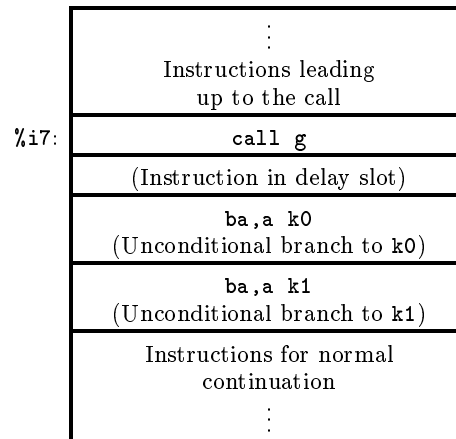 ⋮
Instructions leading
up to the call
%i7: call g
(Instruction in delay slot)
ba,a k0
(Unconditional branch to k0)
ba,a k1
(Unconditional branch to k1)
Instructions for normal
continuation
⋮